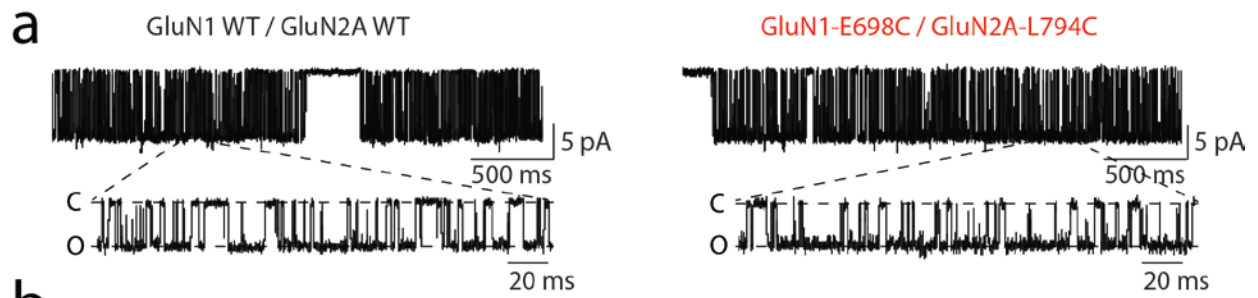 a
GluN1 WT / GluN2A WT
GluN1-E698C / GluN2A-L794C
5 pA
500 ms
5 pA
500 ms
C
O
20 ms
C
O
20 ms